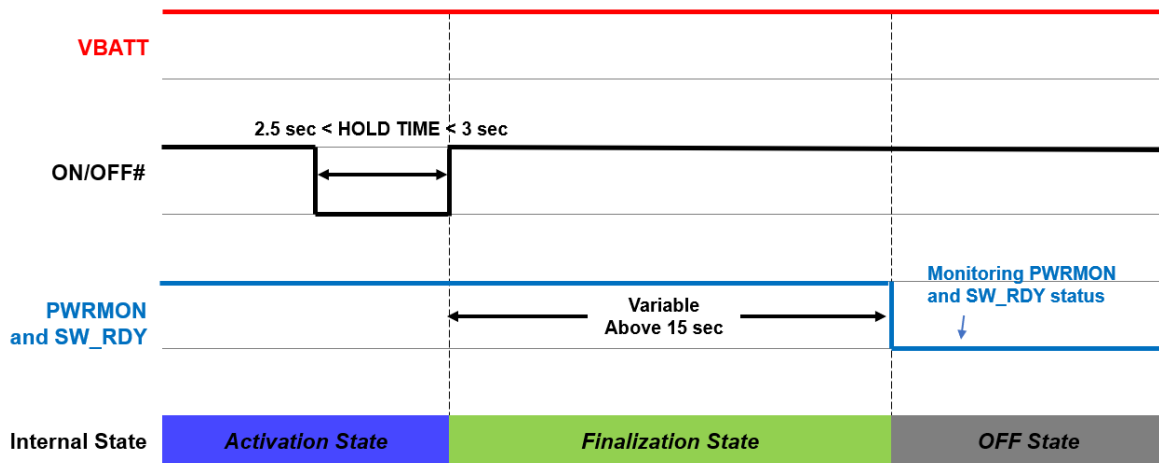 VBATT
2.5 sec < HOLD TIME < 3 sec
ON/OFF#
PWRMON
and SW_RDY
Variable
Above 15 sec
Monitoring PWRMON
and SW_RDY status
Internal State
Activation State
Finalization State
OFF State